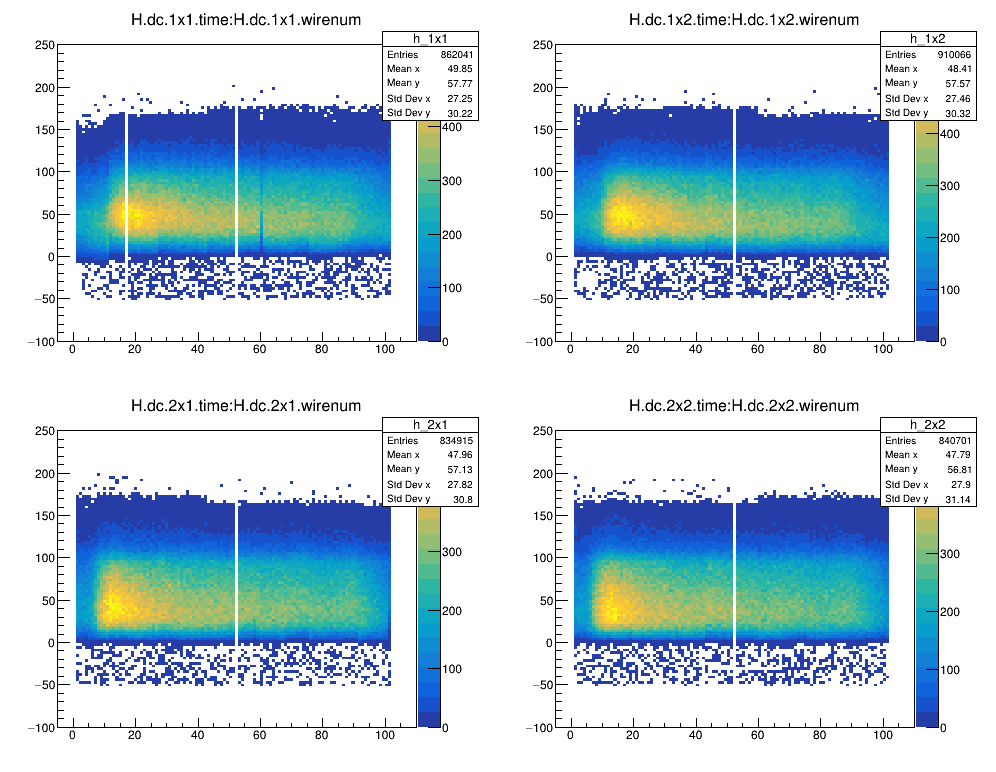 H.dc.1x1.time:H.dc.1x1.wirenum
h_1x1
Entries 862041
Mean x 49.85
Mean y 57.77
Std Dev x 27.25
Std Dev y 30.22
250
200
150
100
50
0
−50
−100
0 20 40 60 80 100
400
300
200
100
0
H.dc.1x2.time:H.dc.1x2.wirenum
h_1x2
Entries 910066
Mean x 48.41
Mean y 57.57
Std Dev x 27.46
Std Dev y 30.32
250
200
150
100
50
0
−50
−100
0 20 40 60 80 100
400
300
200
100
0
H.dc.2x1.time:H.dc.2x1.wirenum
h_2x1
Entries 834915
Mean x 47.96
Mean y 57.13
Std Dev x 27.82
Std Dev y 30.8
250
200
150
100
50
0
−50
−100
0 20 40 60 80 100
300
200
100
0
H.dc.2x2.time:H.dc.2x2.wirenum
h_2x2
Entries 840701
Mean x 47.79
Mean y 56.81
Std Dev x 27.9
Std Dev y 31.14
250
200
150
100
50
0
−50
−100
0 20 40 60 80 100
300
200
100
0